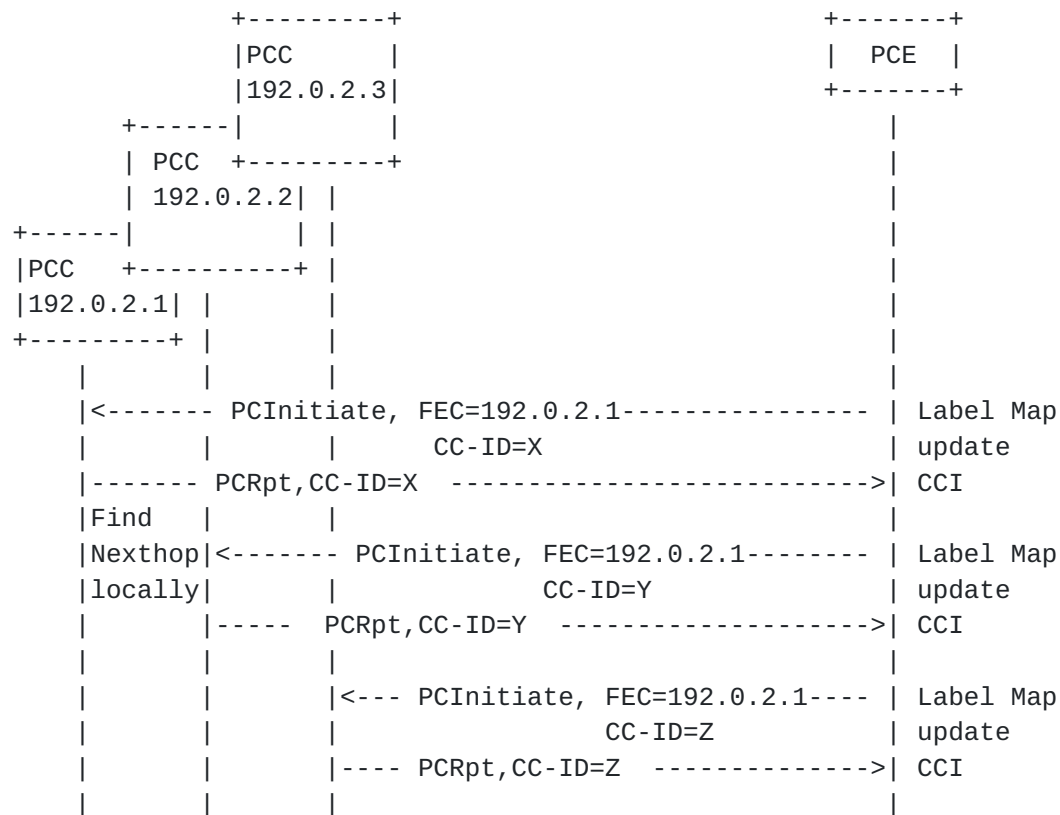 +---------+                           +-------+
|PCC      |                           |  PCE  |
|192.0.2.3|                           +-------+
+------|         |                               |
| PCC  +---------+                               |
| 192.0.2.2| |                                   |
+------|          | |                                   |
|PCC   +----------+ |                                   |
|192.0.2.1| |       |                                   |
+---------+ |       |                                   |
|       |       |                                   |
|<------- PCInitiate, FEC=192.0.2.1---------------- | Label Map
|       |       |      CC-ID=X                      | update
|------- PCRpt,CC-ID=X  --------------------------->| CCI
|Find   |       |                                   |
|Nexthop|<------- PCInitiate, FEC=192.0.2.1-------- | Label Map
|locally|       |             CC-ID=Y               | update
|       |-----  PCRpt,CC-ID=Y  -------------------->| CCI
|       |       |                                   |
|       |       |<--- PCInitiate, FEC=192.0.2.1---- | Label Map
|       |       |                 CC-ID=Z           | update
|       |       |---- PCRpt,CC-ID=Z  -------------->| CCI
|       |       |                                   |